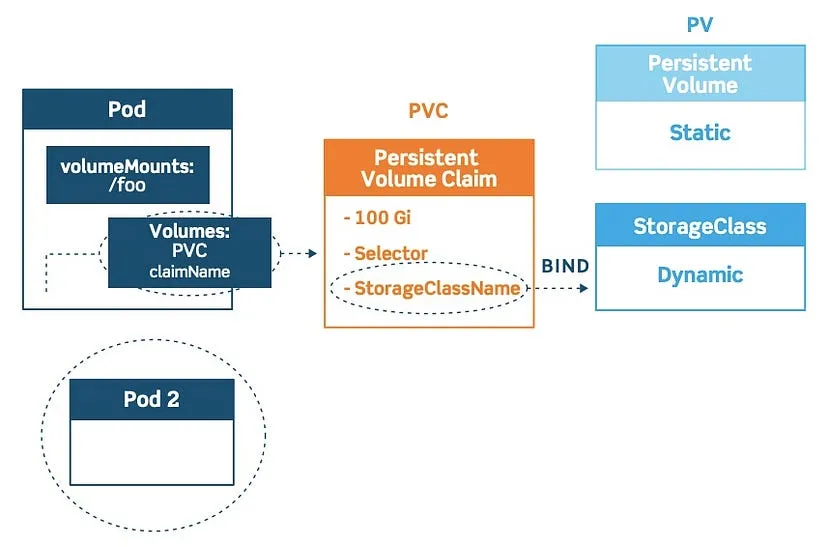 PV
Persistent
Volume
Static
Pod
volumeMounts:
/foo
Volumes:
PVC
claimName
PVC
Persistent
Volume Claim
- 100 Gi
- Selector
- StorageClassName
BIND
StorageClass
Dynamic
Pod 2